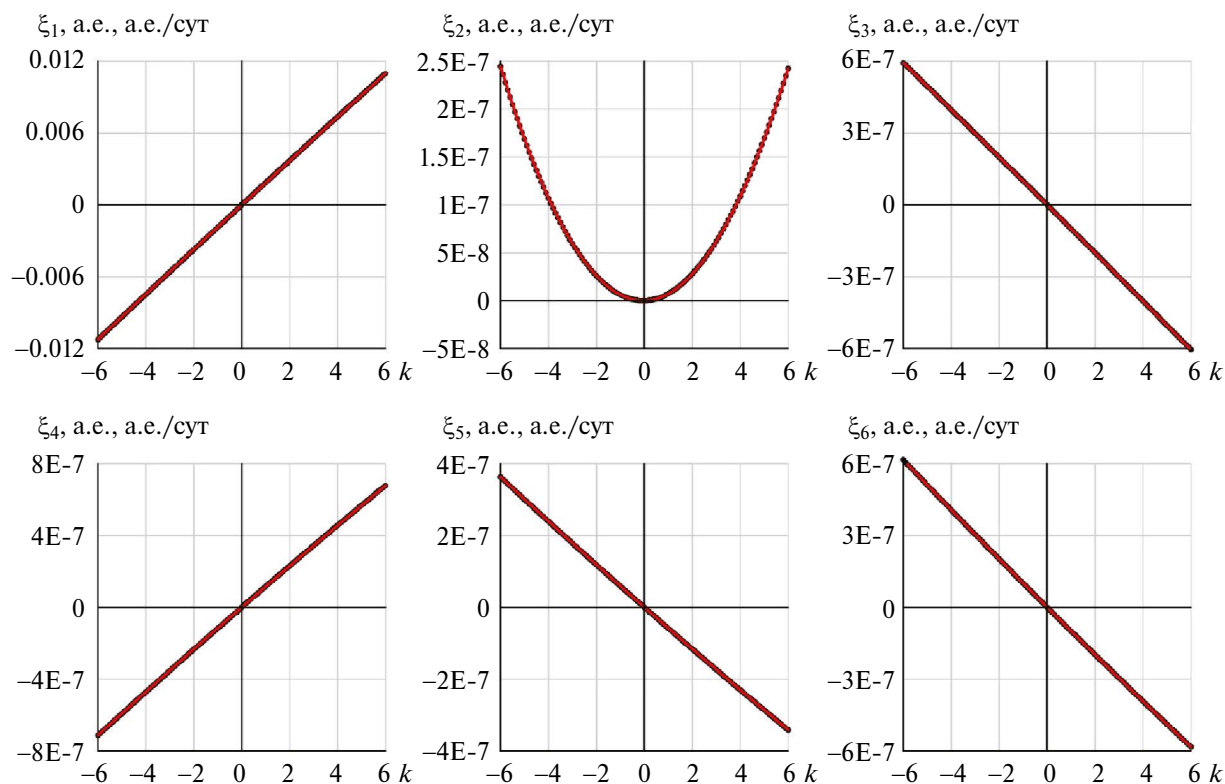 ξ1, а.е., а.е./сут
0.012
0.006
0
−0.006
−0.012
−6 −4 −2 0 2 4 6 k
ξ2, а.е., а.е./сут
2.5E-7
2E-7
1.5E-7
1E-7
5E-8
0
−5E-8
−6 −4 −2 0 2 4 6 k
ξ3, а.е., а.е./сут
6E-7
3E-7
0
−3E-7
−6E-7
−6 −4 −2 0 2 4 6 k
ξ4, а.е., а.е./сут
8E-7
4E-7
0
−4E-7
−8E-7
−6 −4 −2 0 2 4 6 k
ξ5, а.е., а.е./сут
4E-7
2E-7
0
−2E-7
−4E-7
−6 −4 −2 0 2 4 6 k
ξ6, а.е., а.е./сут
6E-7
3E-7
0
−3E-7
−6E-7
−6 −4 −2 0 2 4 6 k